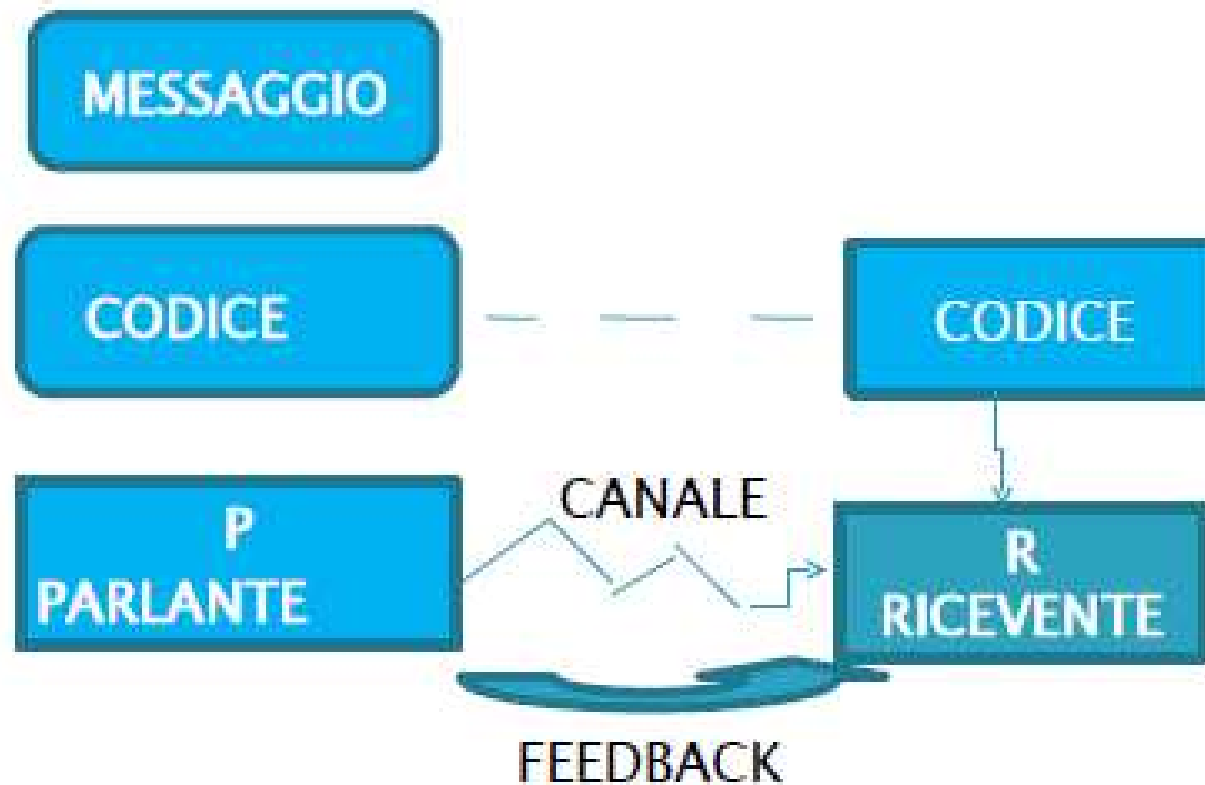 MESSAGGIO
CODICE
CODICE
CANALE
P
PARLANTE
R
RICEVENTE
FEEDBACK